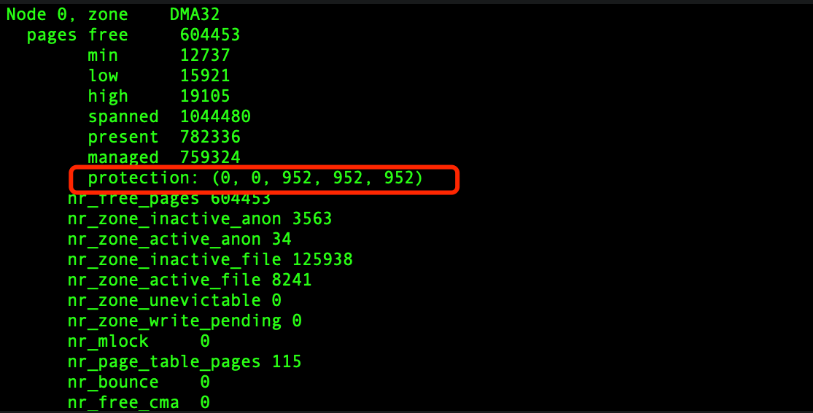 Node 0, zone    DMA32
  pages free     604453
        min      12737
        low      15921
        high     19105
        spanned  1044480
        present  782336
        managed  759324
        protection: (0, 0, 952, 952, 952)
      nr_free_pages 604453
      nr_zone_inactive_anon 3563
      nr_zone_active_anon 34
      nr_zone_inactive_file 125938
      nr_zone_active_file 8241
      nr_zone_unevictable 0
      nr_zone_write_pending 0
      nr_mlock     0
      nr_page_table_pages 115
      nr_bounce    0
      nr_free_cma  0